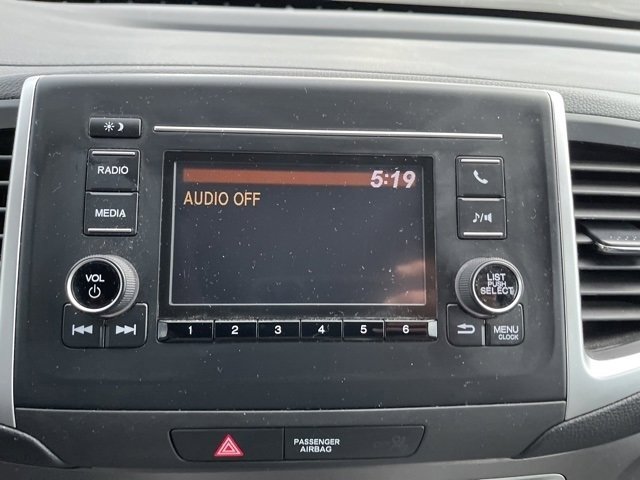 5:19
AUDIO OFF
RADIO
MEDIA
VOL
LIST
PUSH
SELECT
1 2 3 4 5 6
MENU
CLOCK
PASSENGER
AIRBAG